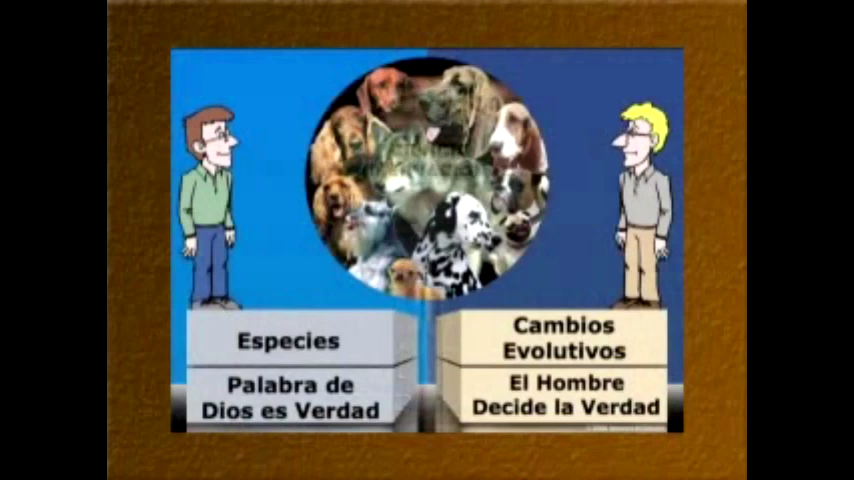 Especies
Palabra de
Dios es Verdad
Cambios
Evolutivos
El Hombre
Decide la Verdad